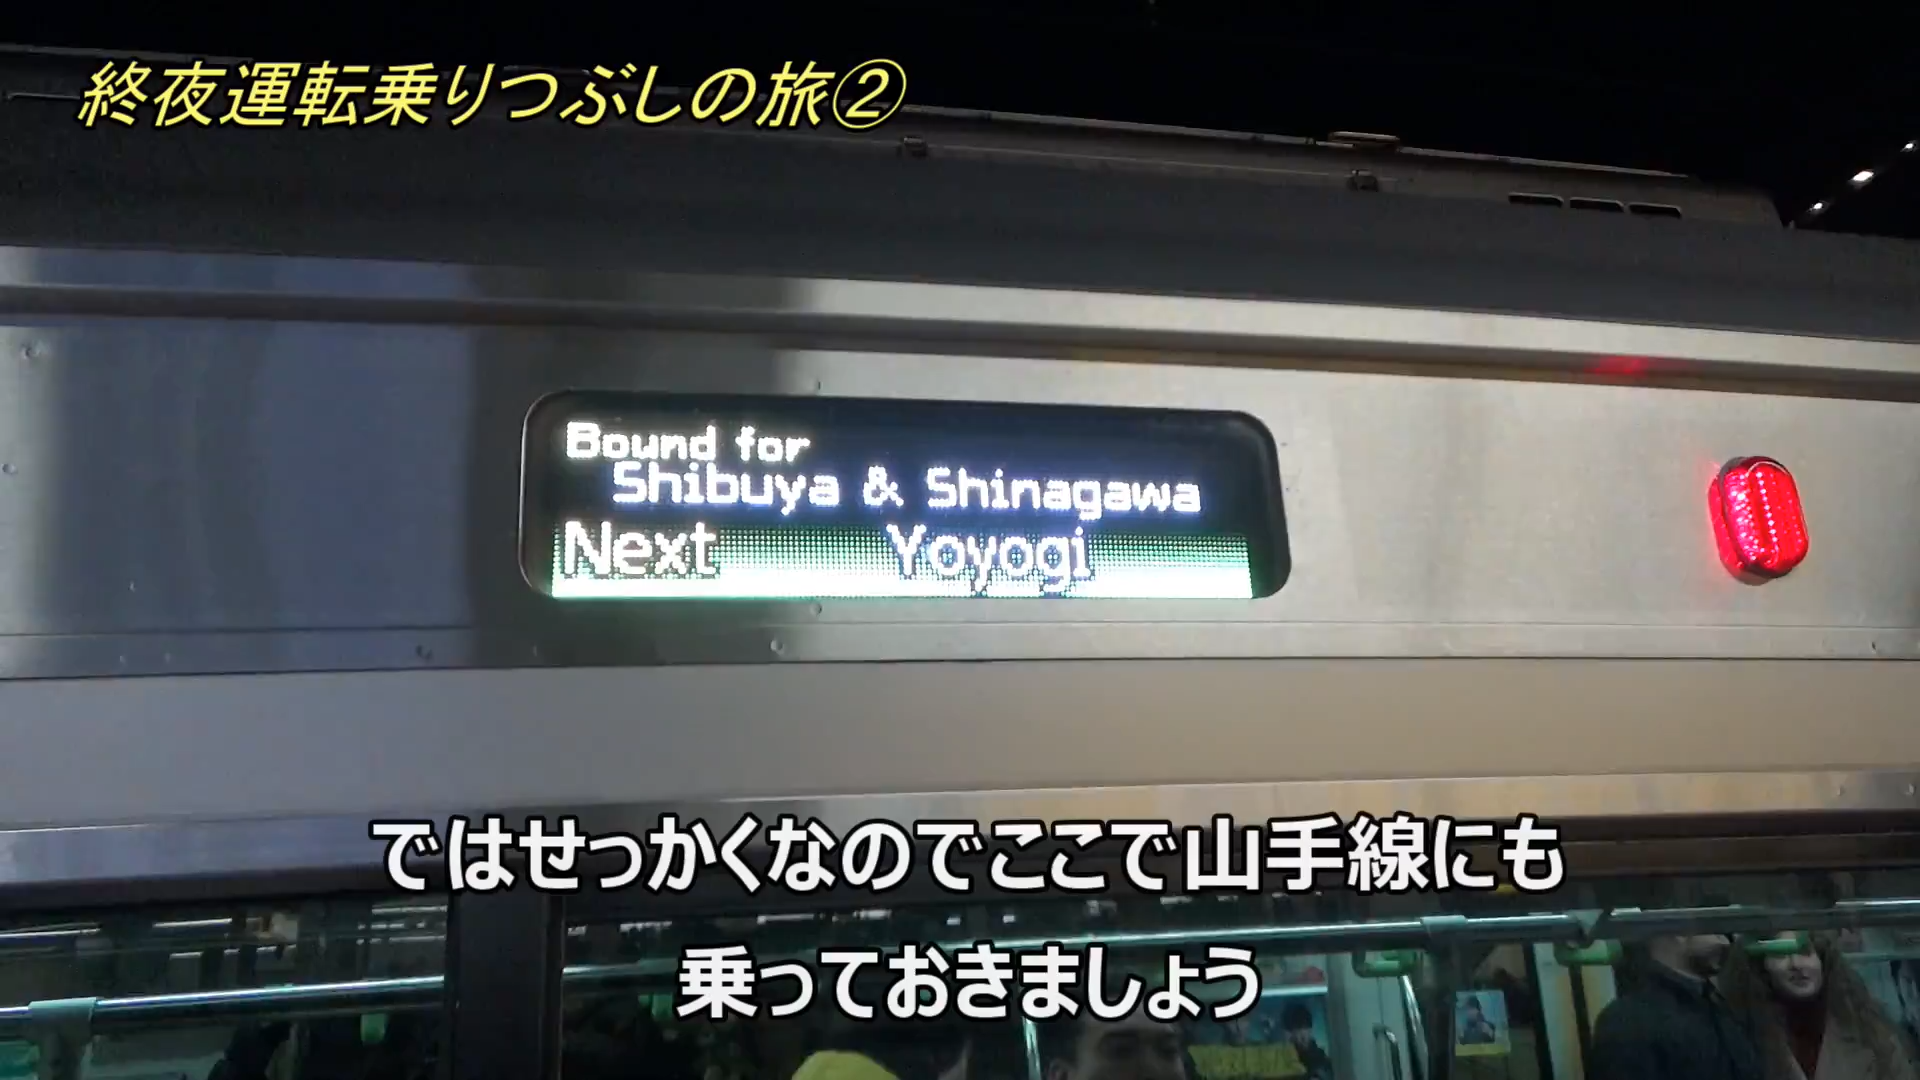 終夜運転乗りつぶしの旅②
Bound for
Shibuya & Shinagawa
Next Yoyogi
ではせっかくなのでここで山手線にも
乗っておきましょう